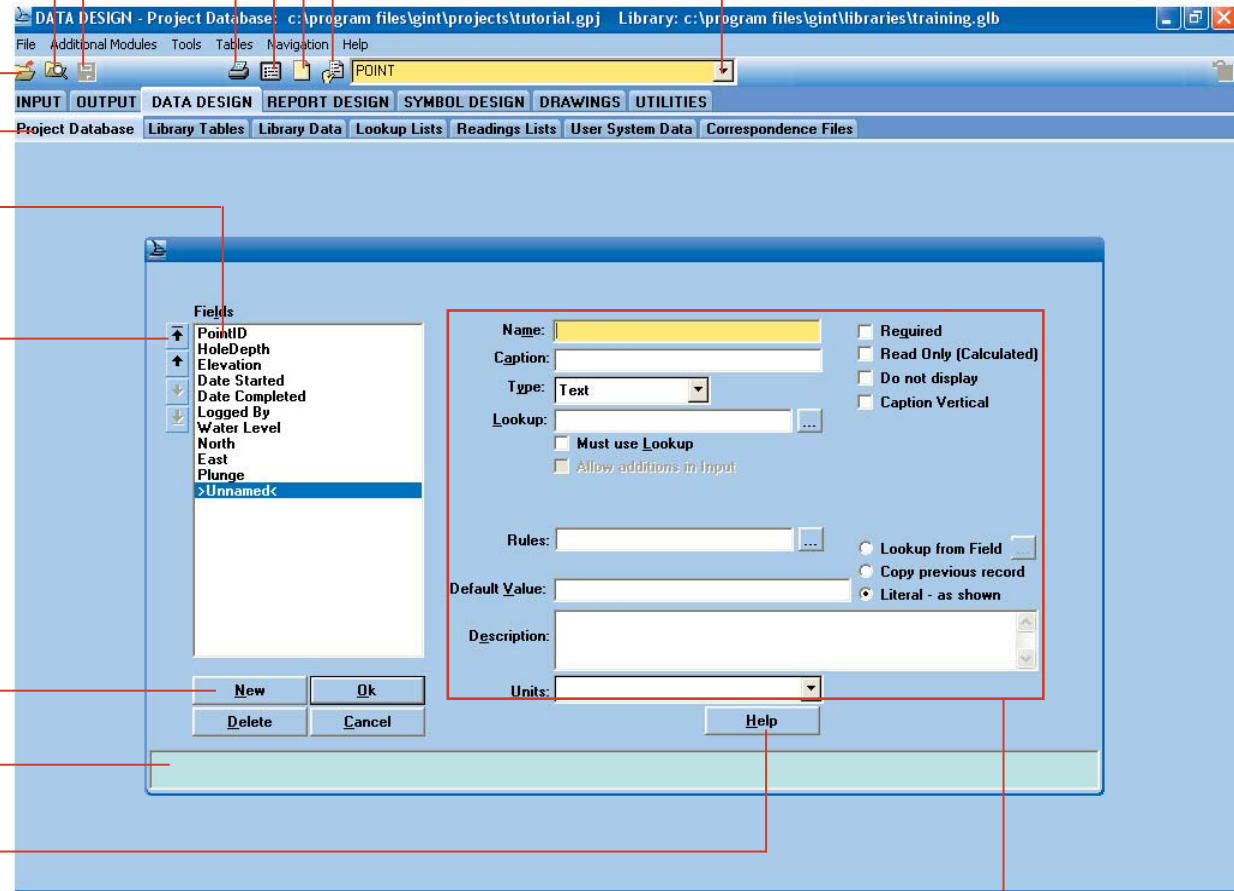 DATA DESIGN - Project Database: c:\program files\gint\projects\tutorial.gpj Library: c:\program files\gint\libraries\training.glb
File Additional Modules Tools Tables Navigation Help
POINT
INPUT OUTPUT DATA DESIGN REPORT DESIGN SYMBOL DESIGN DRAWINGS UTILITIES
Project Database Library Tables Library Data Lookup Lists Readings Lists User System Data Correspondence Files
Fields
PointID
HoleDepth
Elevation
Date Started
Date Completed
Logged By
Water Level
North
East
Plunge
>Unnamed<
New Ok
Delete Cancel
Name:
Caption:
Type: Text
Lookup: ...
Must use Lookup
Allow additions in Input
Required
Read Only (Calculated)
Do not display
Caption Vertical
Rules: ...
Lookup from Field ...
Copy previous record
Default Value:
Literal - as shown
Description:
Units:
Help